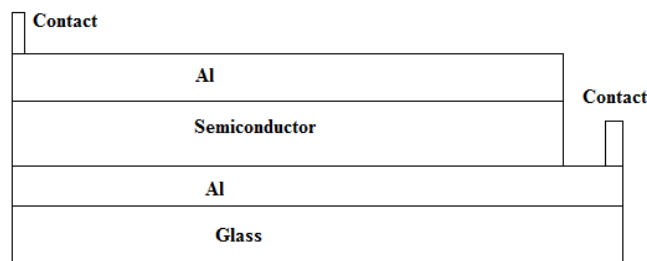 Contact
Al
Contact
Semiconductor
Al
Glass